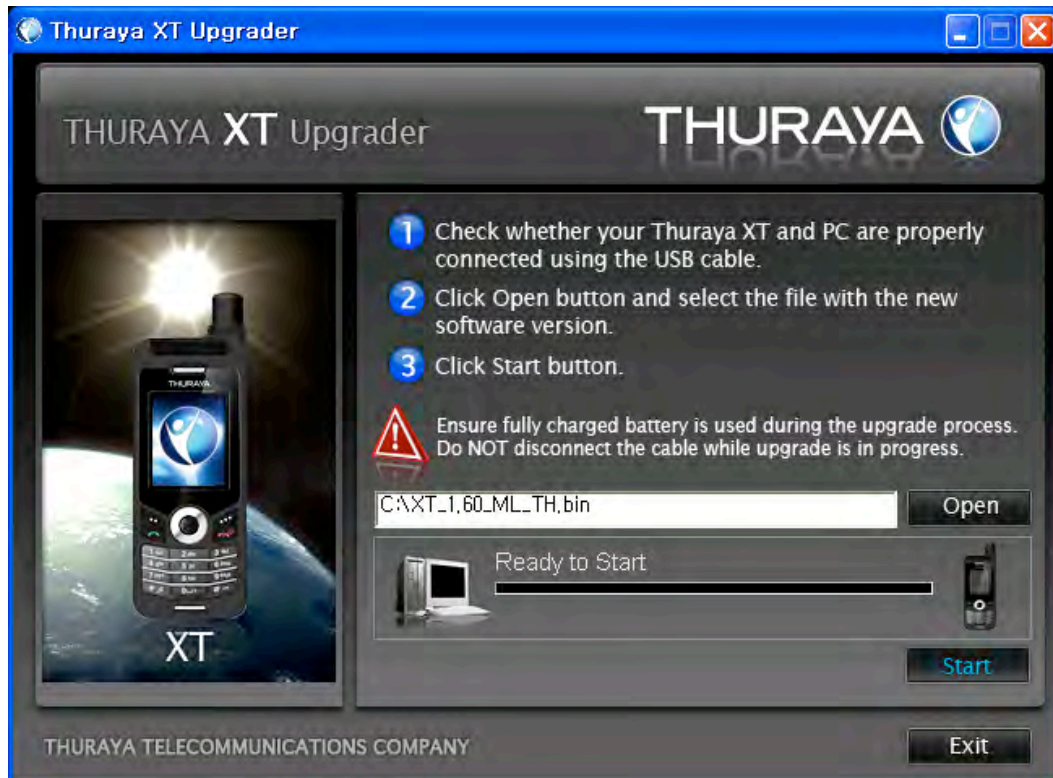 Thuraya XT Upgrader
THURAYA XT Upgrader
THURAYA
1 Check whether your Thuraya XT and PC are properly
connected using the USB cable.
2 Click Open button and select the file with the new
software version.
3 Click Start button.
Ensure fully charged battery is used during the upgrade process.
Do NOT disconnect the cable while upgrade is in progress.
C:\XT_1,60_ML_TH,bin
Open
Ready to Start
THURAYA
XT
Start
THURAYA TELECOMMUNICATIONS COMPANY
Exit